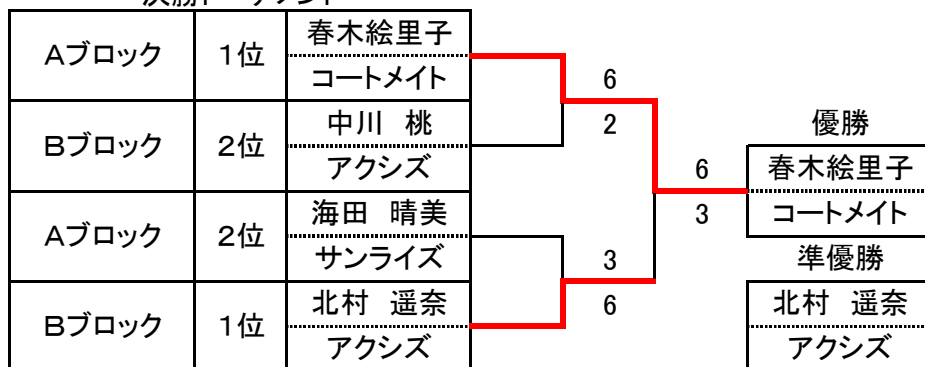 Aブロック 1位 春木絵里子
コートメイト
6
Bブロック 2位 中川 桃
アクシズ
2
優勝
6
春木絵里子
コートメイト
3
Aブロック 2位 海田 晴美
サンライズ
3
準優勝
Bブロック 1位 北村 遥奈
アクシズ
6
北村 遥奈
アクシズ